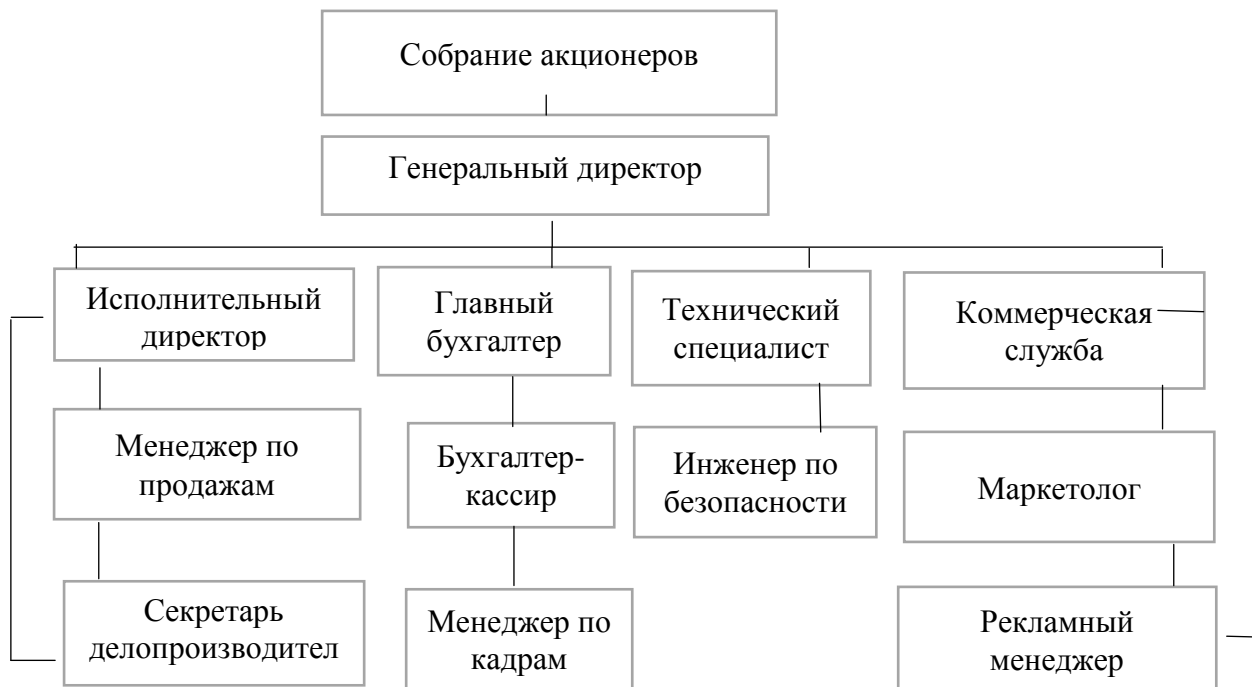 Собрание акционеров
Генеральный директор
Исполнительный
директор
Главный
бухгалтер
Технический
специалист
Коммерческая
служба
Менеджер по
продажам
Бухгалтер-
кассир
Инженер по
безопасности
Маркетолог
Секретарь
делопроизводител
Менеджер по
кадрам
Рекламный
менеджер